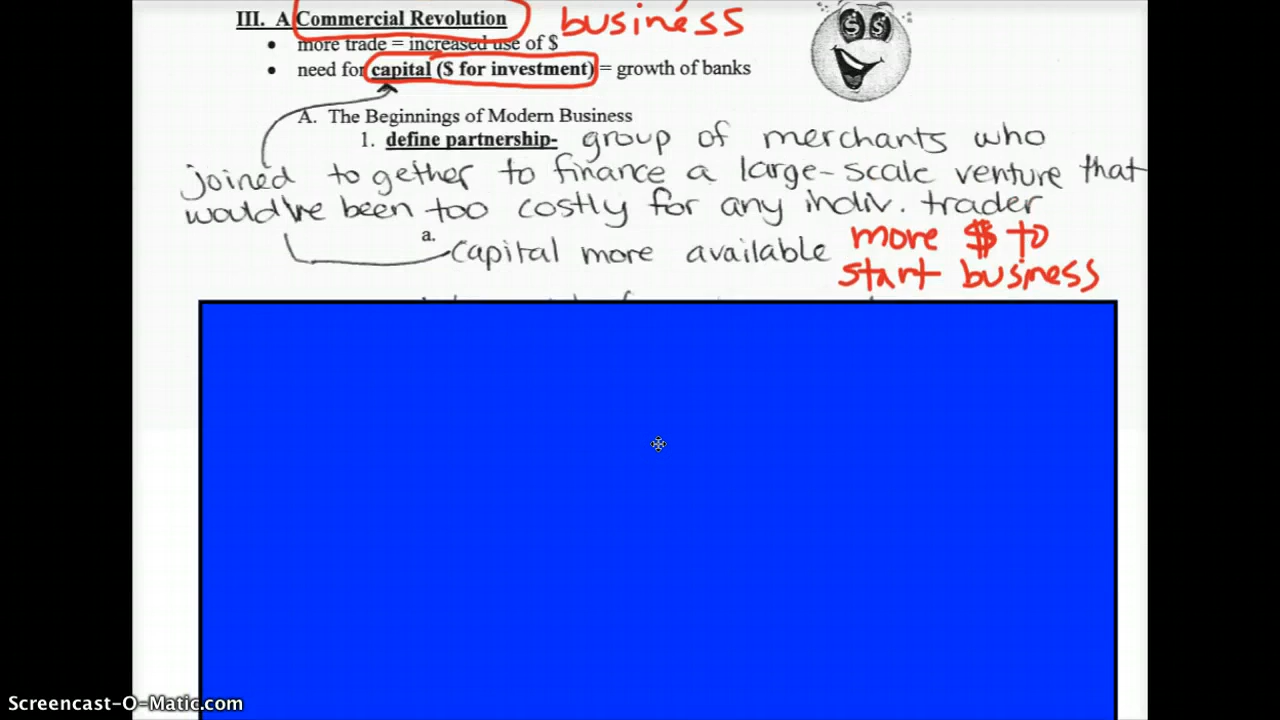 III. A Commercial Revolution business
• more trade = increased use of $
• need for capital ($ for investment) = growth of banks
$ $
A. The Beginnings of Modern Business
1. define partnership- group of merchants who
joined together to finance a large-scale venture that
would've been too costly for any indiv. trader
a. Capital more available more $ to
start business
Screencast-O-Matic.com